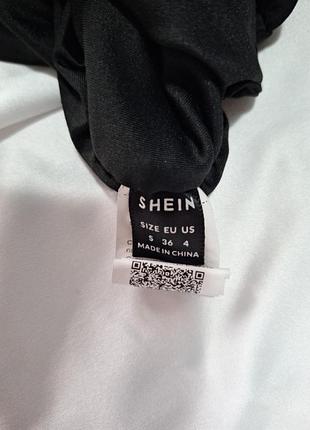 SHEIN
SIZE EU US
S 36 4
MADE IN CHINA